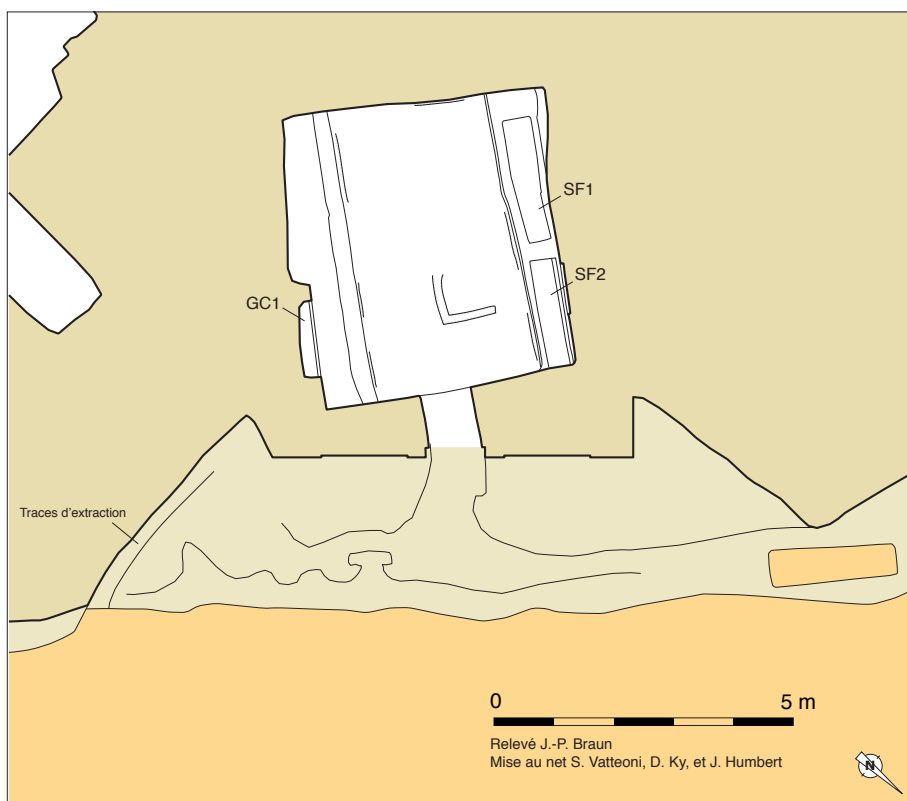 SF1
SF2
GC1
Traces d'extraction
0 5 m
Relevé J.-P. Braun
Mise au net S. Vatteoni, D. Ky, et J. Humbert
N